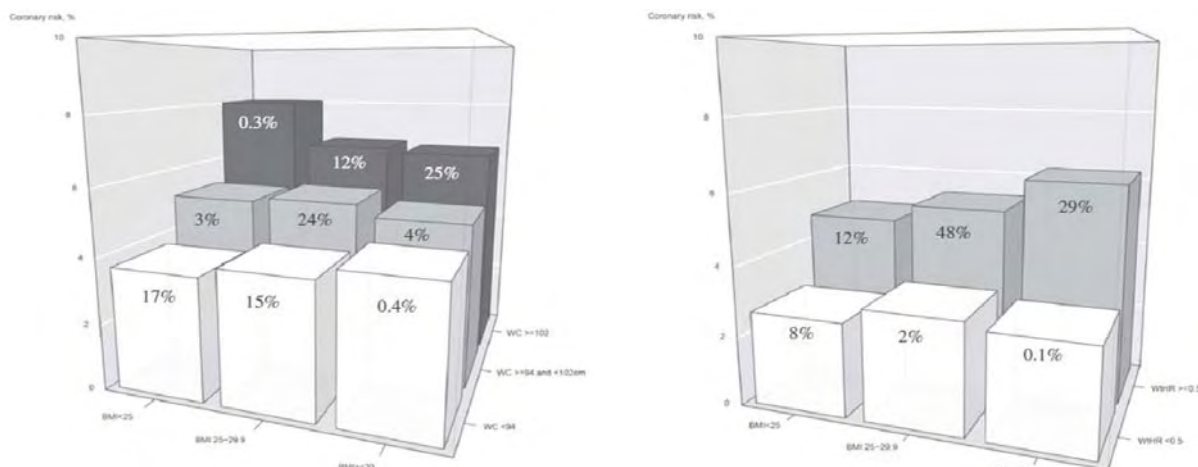 Coronary risk, %
10
8
6
4
2
0
0.3%
12%
25%
3%
24%
4%
17%
15%
0.4%
WC >=102
WC >=94 and <102cm
WC <94
BMI<25
BMI 25-29.9
Coronary risk, %
10
8
6
4
2
0
12%
48%
29%
8%
2%
0.1%
WtHR <0.5
BMI<25
BMI 25-29.9